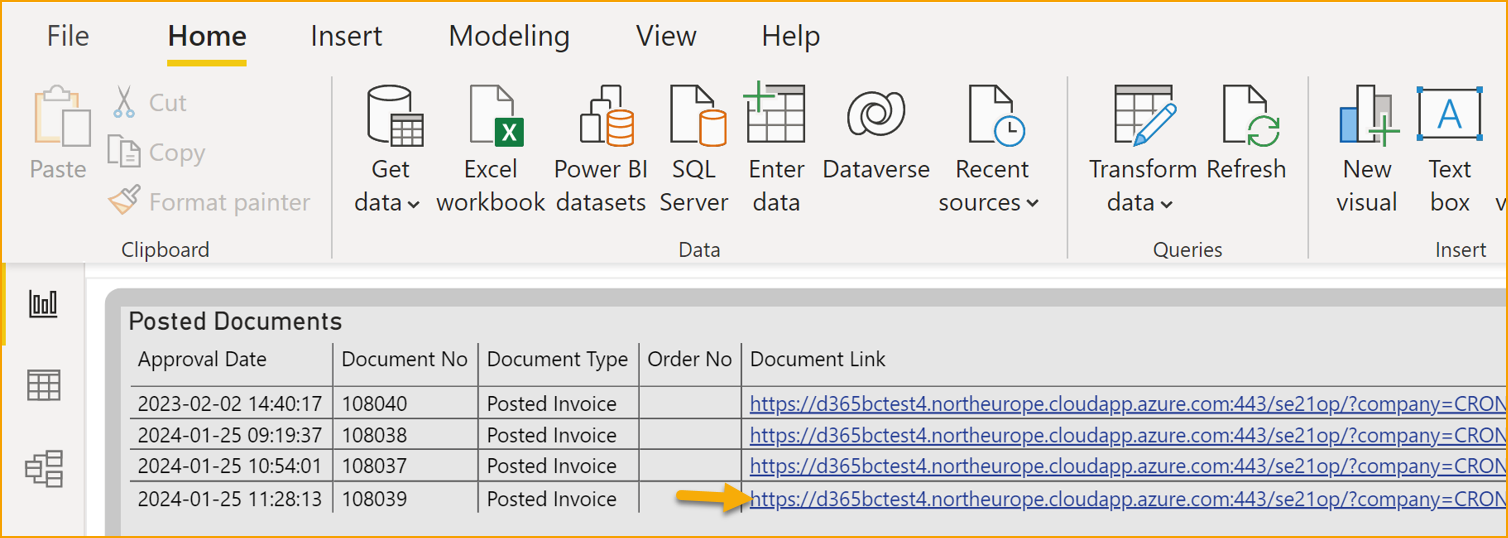 File Home Insert Modeling View Help
Paste
Cut
Copy
Format painter
Clipboard
Get
data
Excel
workbook
Power BI
datasets
SQL
Server
Enter
data
Dataverse
Recent
sources
Data
Transform
data
Refresh
Queries
New
visual
Text
box
v
Insert
X
A
Posted Documents
Approval Date Document No Document Type Order No Document Link
2023-02-02 14:40:17 108040 Posted Invoice https://d365bctest4.northeurope.cloudapp.azure.com:443/se21op/?company=CRON
2024-01-25 09:19:37 108038 Posted Invoice https://d365bctest4.northeurope.cloudapp.azure.com:443/se21op/?company=CRON
2024-01-25 10:54:01 108037 Posted Invoice https://d365bctest4.northeurope.cloudapp.azure.com:443/se21op/?company=CRON
2024-01-25 11:28:13 108039 Posted Invoice https://d365bctest4.northeurope.cloudapp.azure.com:443/se21op/?company=CRON